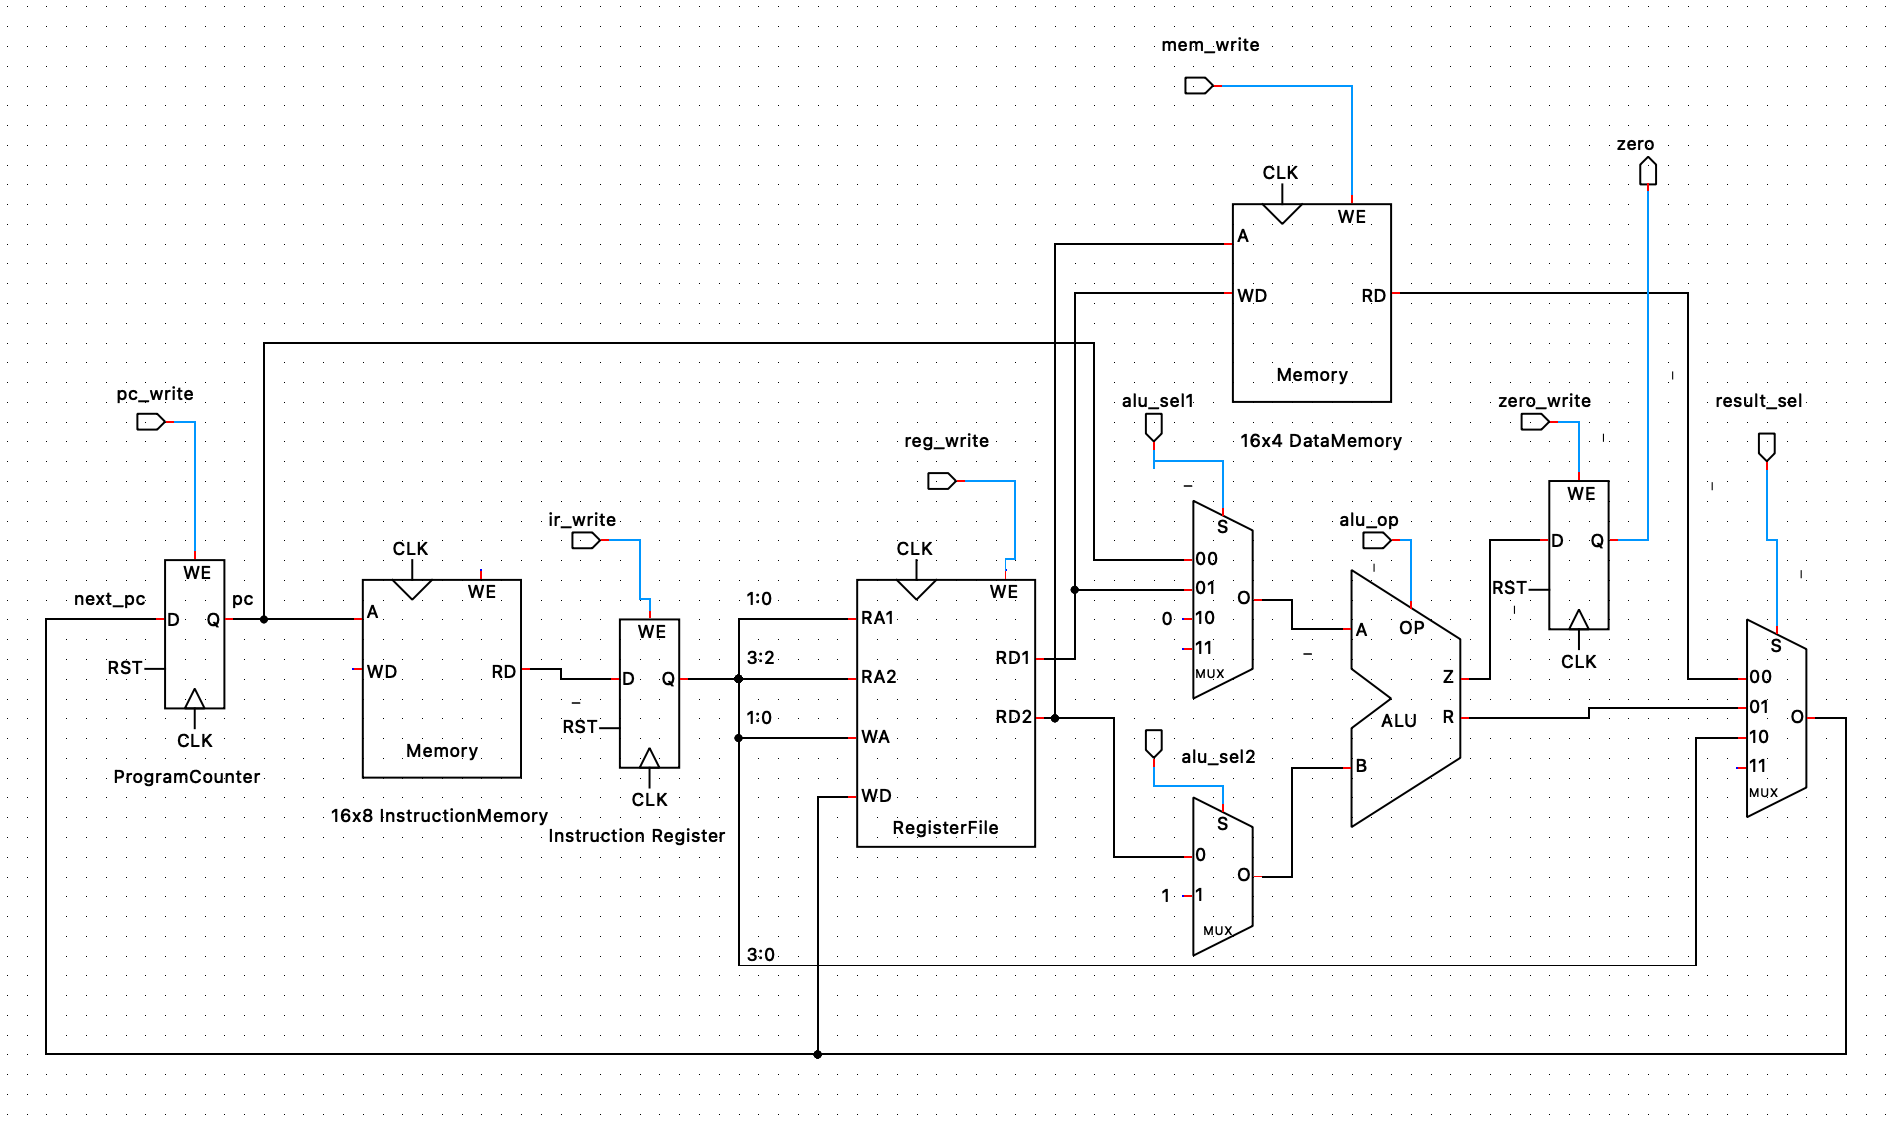 mem_write
zero
CLK
WE
A
WD
RD
Memory
16x4 DataMemory
pc_write
WE
next_pc
D
Q
pc
RST
CLK
ProgramCounter
CLK
WE
A
WD
RD
Memory
16x8 InstructionMemory
ir_write
WE
D
Q
RST
CLK
Instruction Register
1:0
3:2
1:0
3:0
reg_write
CLK
WE
RA1
RA2
WA
WD
RD1
RD2
RegisterFile
alu_sel1
S
00
01
0
10
11
O
MUX
alu_sel2
S
0
1
1
O
MUX
alu_op
OP
A
B
Z
R
ALU
zero_write
WE
D
Q
RST
CLK
result_sel
S
00
01
10
11
O
MUX